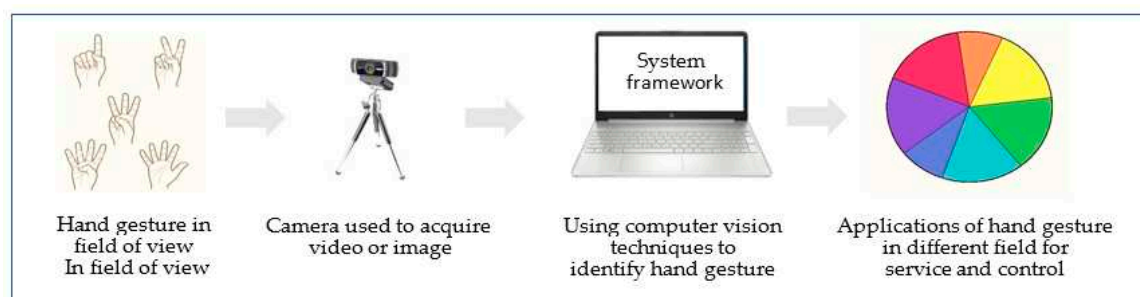 System
framework
Hand gesture in
field of view
In field of view
Camera used to acquire
video or image
Using computer vision
techniques to
identify hand gesture
Applications of hand gesture
in different field for
service and control